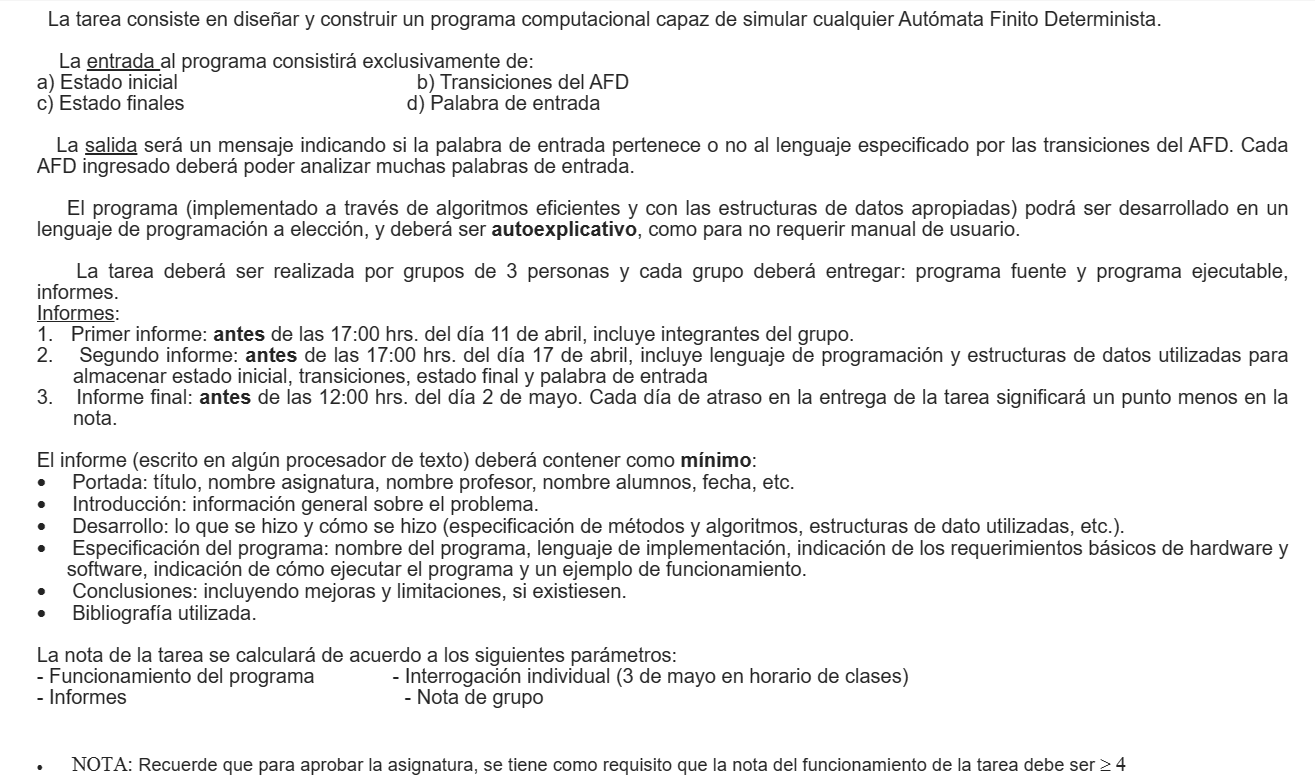 La tarea consiste en diseñar y construir un programa computacional capaz de simular cualquier Autómata Finito Determinista.
La entrada al programa consistirá exclusivamente de:
a) Estado inicial b) Transiciones del AFD
c) Estado finales d) Palabra de entrada
La salida será un mensaje indicando si la palabra de entrada pertenece o no al lenguaje especificado por las transiciones del AFD. Cada
AFD ingresado deberá poder analizar muchas palabras de entrada.
El programa (implementado a través de algoritmos eficientes y con las estructuras de datos apropiadas) podrá ser desarrollado en un
lenguaje de programación a elección, y deberá ser autoexplicativo, como para no requerir manual de usuario.
La tarea deberá ser realizada por grupos de 3 personas y cada grupo deberá entregar: programa fuente y programa ejecutable,
informes.
Informes:
1. Primer informe: antes de las 17:00 hrs. del día 11 de abril, incluye integrantes del grupo.
2. Segundo informe: antes de las 17:00 hrs. del día 17 de abril, incluye lenguaje de programación y estructuras de datos utilizadas para
almacenar estado inicial, transiciones, estado final y palabra de entrada
3. Informe final: antes de las 12:00 hrs. del día 2 de mayo. Cada día de atraso en la entrega de la tarea significará un punto menos en la
nota.
El informe (escrito en algún procesador de texto) deberá contener como mínimo:
• Portada: título, nombre asignatura, nombre profesor, nombre alumnos, fecha, etc.
• Introducción: información general sobre el problema.
• Desarrollo: lo que se hizo y cómo se hizo (especificación de métodos y algoritmos, estructuras de dato utilizadas, etc.).
• Especificación del programa: nombre del programa, lenguaje de implementación, indicación de los requerimientos básicos de hardware y
software, indicación de cómo ejecutar el programa y un ejemplo de funcionamiento.
• Conclusiones: incluyendo mejoras y limitaciones, si existiesen.
• Bibliografía utilizada.
La nota de la tarea se calculará de acuerdo a los siguientes parámetros:
- Funcionamiento del programa - Interrogación individual (3 de mayo en horario de clases)
- Informes - Nota de grupo
• NOTA: Recuerde que para aprobar la asignatura, se tiene como requisito que la nota del funcionamiento de la tarea debe ser ≥ 4